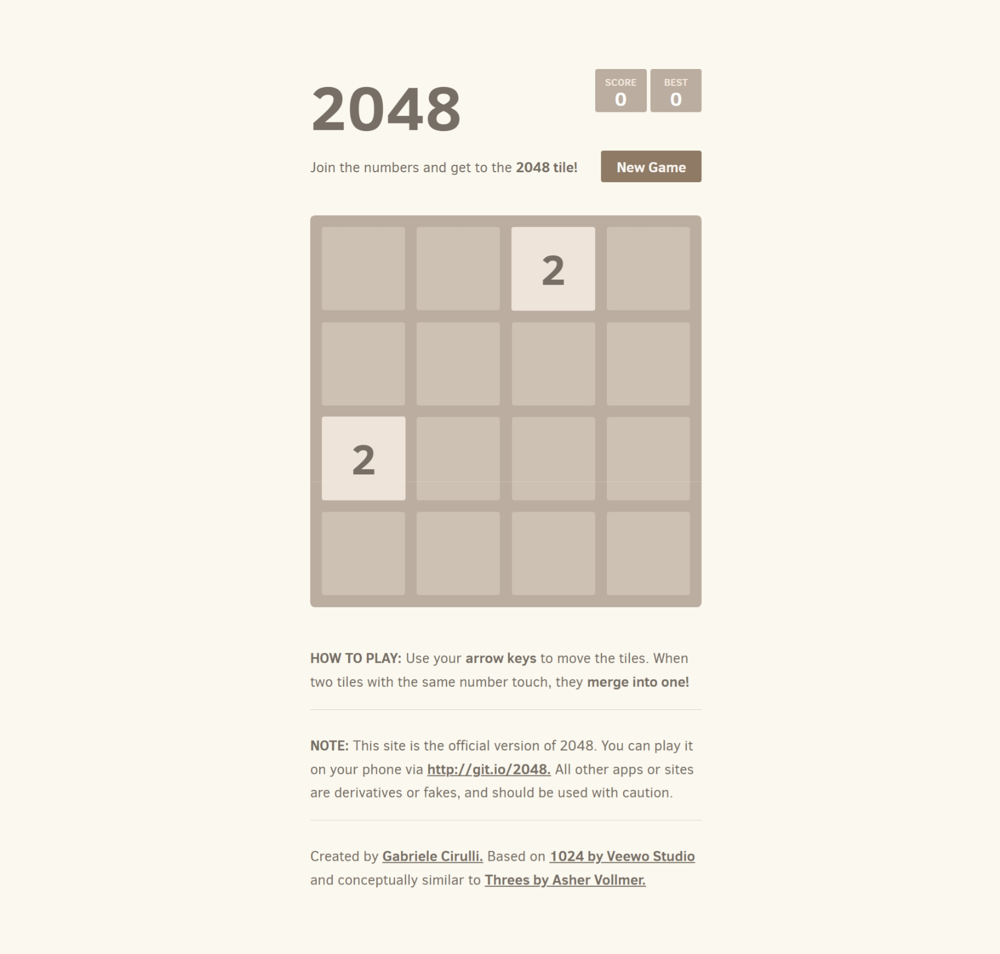 2048
SCORE
0
BEST
0
Join the numbers and get to the 2048 tile!
New Game
2
2
HOW TO PLAY: Use your arrow keys to move the tiles. When
two tiles with the same number touch, they merge into one!
NOTE: This site is the official version of 2048. You can play it
on your phone via http://git.io/2048. All other apps or sites
are derivatives or fakes, and should be used with caution.
Created by Gabriele Cirulli. Based on 1024 by Veewo Studio
and conceptually similar to Threes by Asher Vollmer.